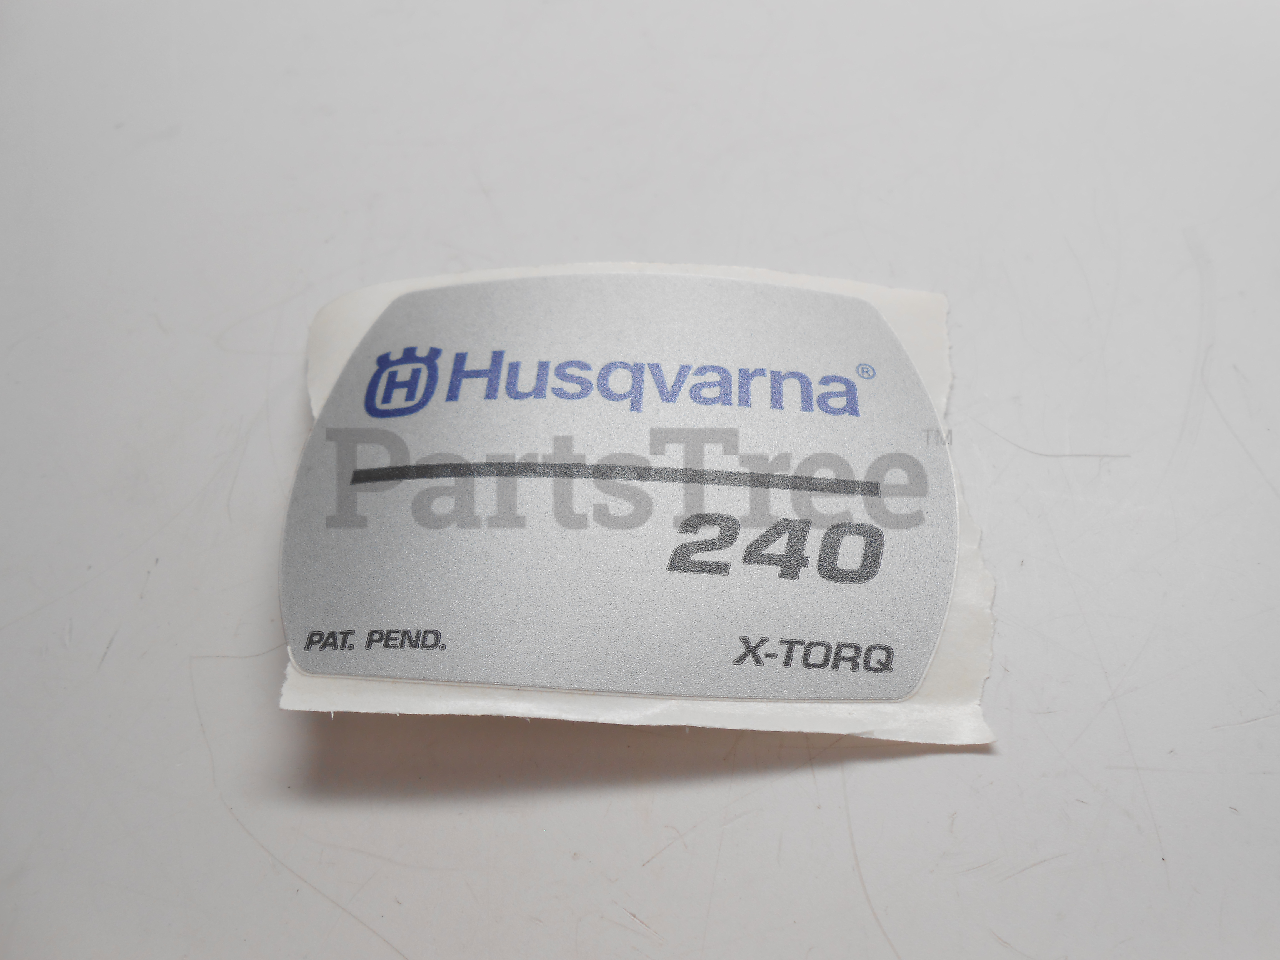 Husqvarna®
PartsTree™
240
PAT. PEND.
X-TORQ